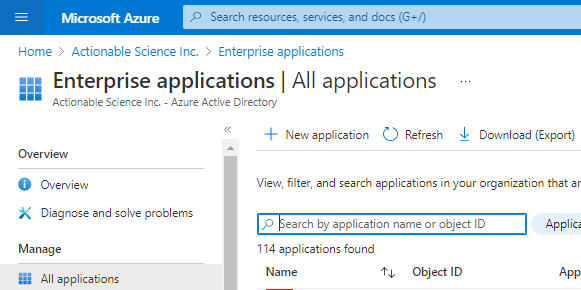 Microsoft Azure
Search resources, services, and docs (G+/)
Home > Actionable Science Inc. > Enterprise applications
Enterprise applications | All applications ...
Actionable Science Inc. - Azure Active Directory
«
+ New application Refresh Download (Export)
Overview
Overview
Diagnose and solve problems
Manage
All applications
View, filter, and search applications in your organization that
Search by application name or object ID
114 applications found
Name Object ID